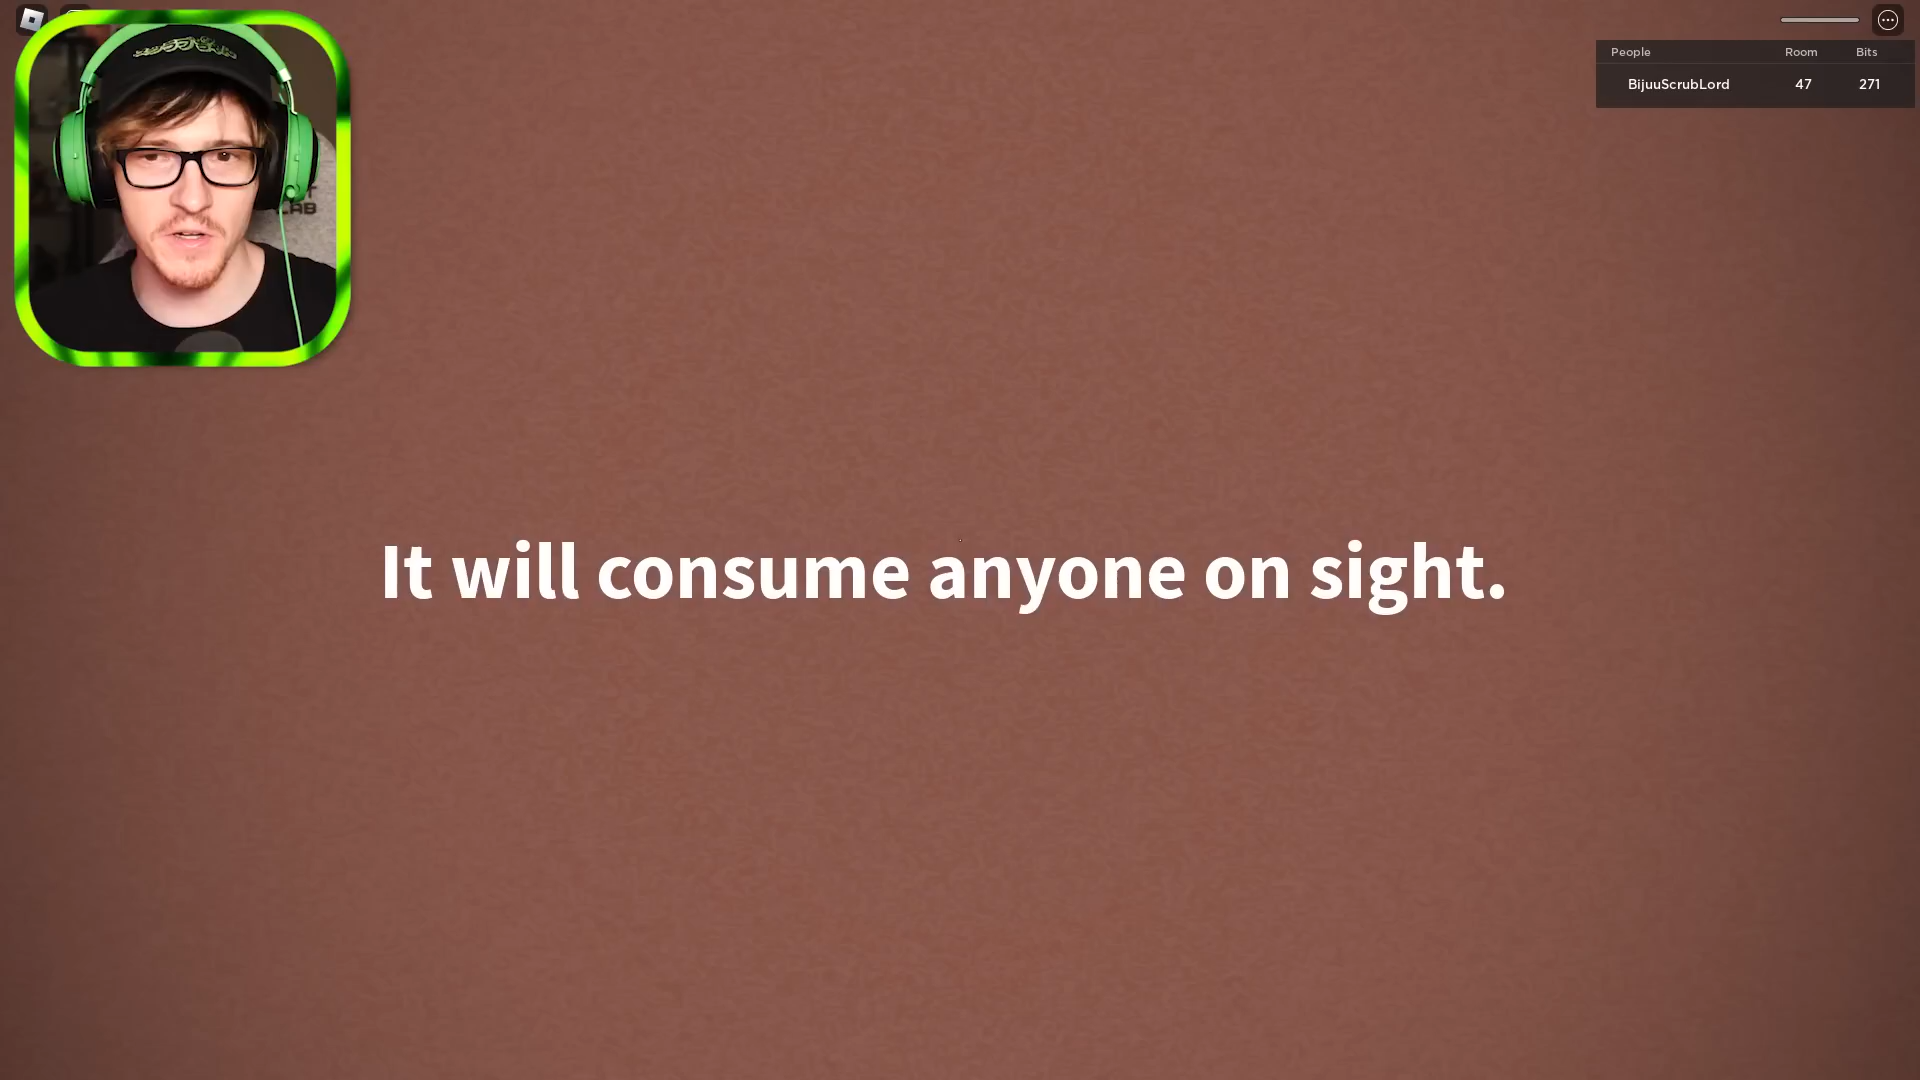 People Room Bits
BijuuScrubLord 47 271
It will consume anyone on sight.